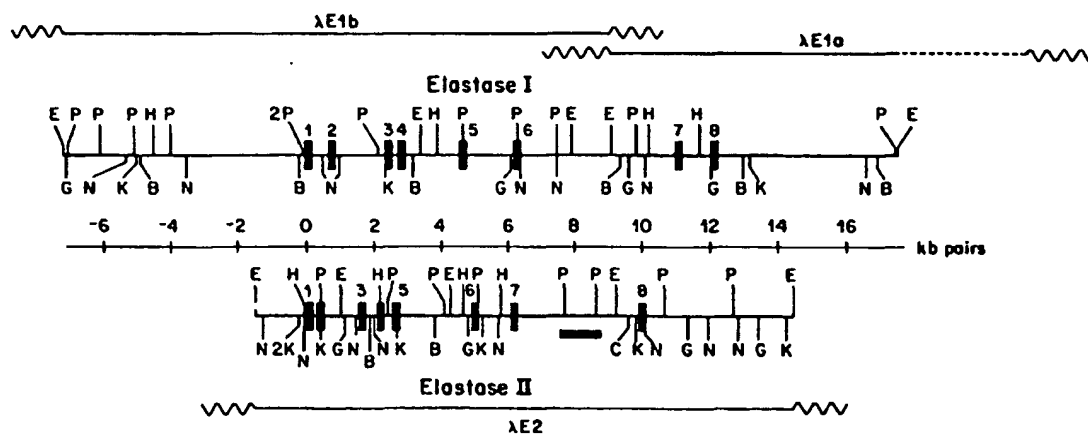 λE1b
λE1a
Elastase I
E P P P H P 2P 1 2 P 3 4 E H P 5 P 6 P E E P H 7 H 8 P E
G N K B N B N K B G N N B G N G B K N B
-6 -4 -2 0 2 4 6 8 10 12 14 16 kb pairs
E H 1 P E 3 H P 5 P E H 6 P H 7 P P C 8 P P E
N 2K N K G N B N K B G K N C K N G N N G K
Elastase II
λE2